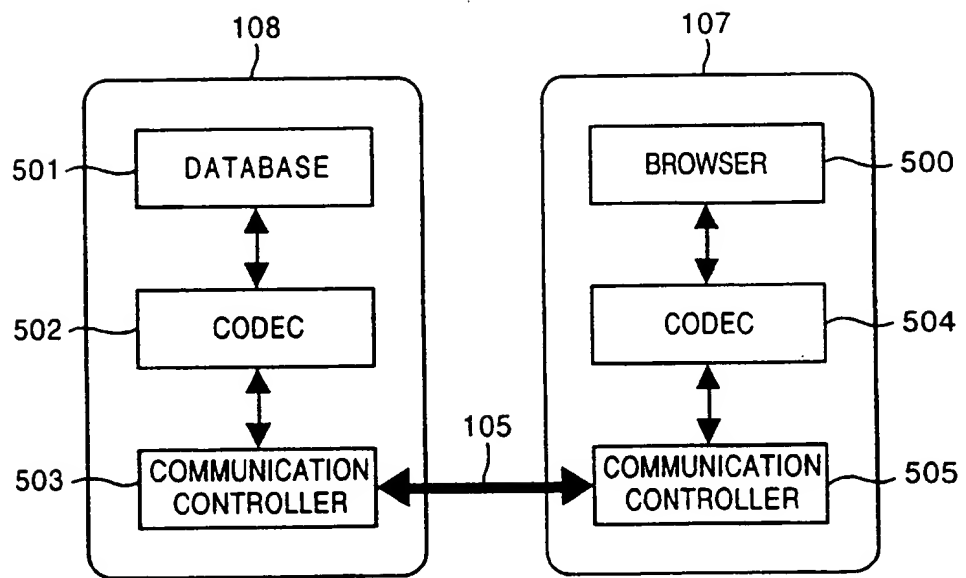 108
107
501
DATABASE
BROWSER
500
502
CODEC
CODEC
504
105
503
COMMUNICATION
CONTROLLER
COMMUNICATION
CONTROLLER
505